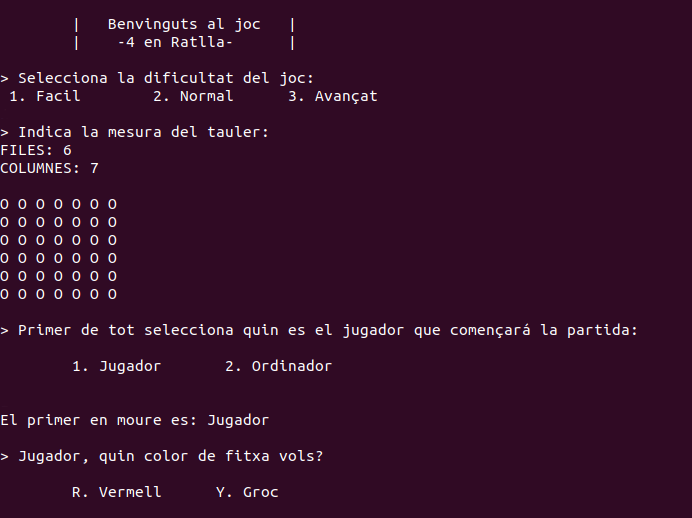 | Benvinguts al joc |
| -4 en Ratlla- |
> Selecciona la dificultat del joc:
1. Facil 2. Normal 3. Avançat
> Indica la mesura del tauler:
FILES: 6
COLUMNES: 7
0 0 0 0 0 0 0
0 0 0 0 0 0 0
0 0 0 0 0 0 0
0 0 0 0 0 0 0
0 0 0 0 0 0 0
0 0 0 0 0 0 0
> Primer de tot selecciona quin es el jugador que començará la partida:
1. Jugador 2. Ordinador
El primer en moure es: Jugador
> Jugador, quin color de fitxa vols?
R. Vermell Y. Groc